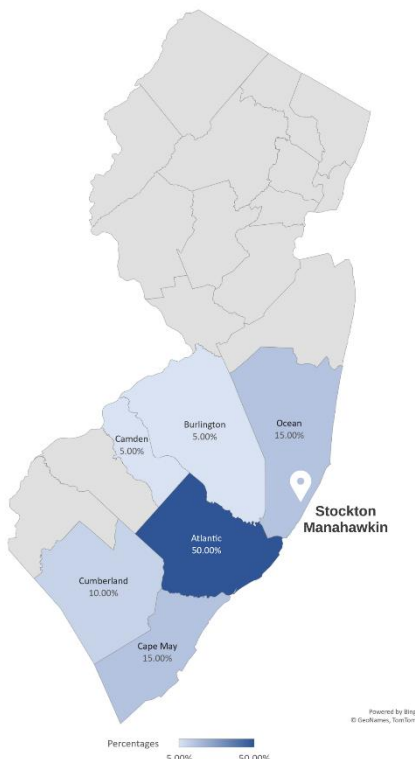 Ocean
15.00%
Burlington
5.00%
Camden
5.00%
Stockton
Manahawkin
Atlantic
50.00%
Cumberland
10.00%
Cape May
15.00%
Powered by Bing
© GeoNames, TomTom
Percentages
5.00% 50.00%